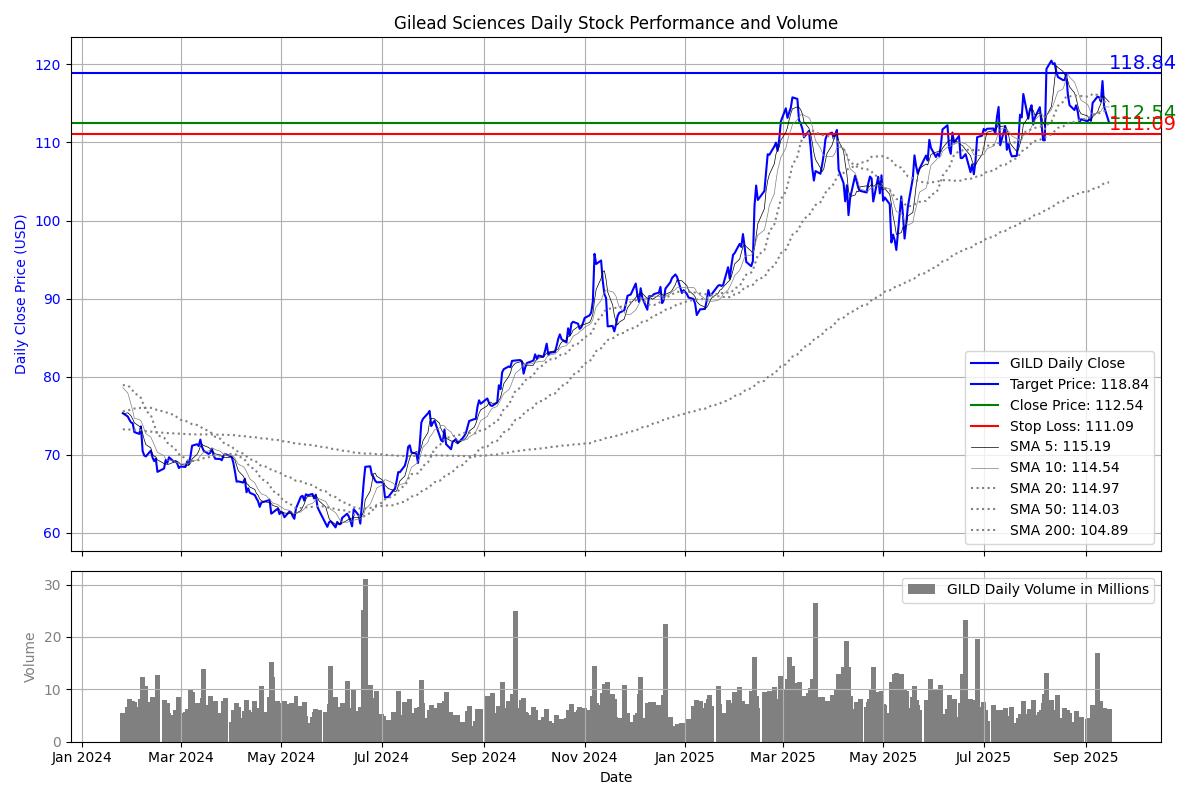 Gilead Sciences Daily Stock Performance and Volume
Daily Close Price (USD)
120
110
100
90
80
70
60
118.84
112.54
111.09
GILD Daily Close
Target Price: 118.84
Close Price: 112.54
Stop Loss: 111.09
SMA 5: 115.19
SMA 10: 114.54
SMA 20: 114.97
SMA 50: 114.03
SMA 200: 104.89
Volume
30
20
10
0
GILD Daily Volume in Millions
Jan 2024 Mar 2024 May 2024 Jul 2024 Sep 2024 Nov 2024 Jan 2025 Mar 2025 May 2025 Jul 2025 Sep 2025
Date